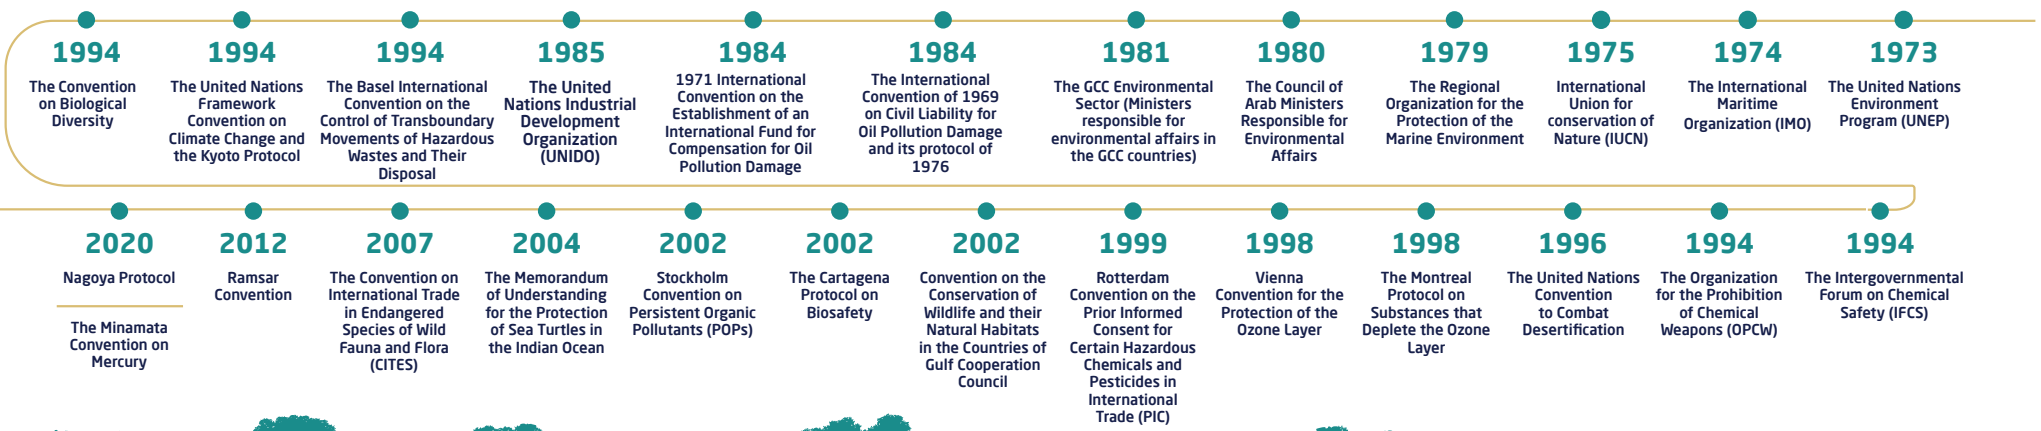 1994
The Convention
on Biological
Diversity
1994
The United Nations
Framework
Convention on
Climate Change and
the Kyoto Protocol
1994
The Basel International
Convention on the
Control of Transboundary
Movements of Hazardous
Wastes and Their
Disposal
1985
The United
Nations Industrial
Development
Organization
(UNIDO)
1984
1971 International
Convention on the
Establishment of an
International Fund for
Compensation for Oil
Pollution Damage
1984
The International
Convention of 1969
on Civil Liability for
Oil Pollution Damage
and its protocol of
1976
1981
The GCC Environmental
Sector (Ministers
responsible for
environmental affairs in
the GCC countries)
1980
The Council of
Arab Ministers
Responsible for
Environmental
Affairs
1979
The Regional
Organization for the
Protection of the
Marine Environment
1975
International
Union for
conservation of
Nature (IUCN)
1974
The International
Maritime
Organization (IMO)
1973
The United Nations
Environment
Program (UNEP)
2020
Nagoya Protocol
The Minamata
Convention on
Mercury
2012
Ramsar
Convention
2007
The Convention on
International Trade
in Endangered
Species of Wild
Fauna and Flora
(CITES)
2004
The Memorandum
of Understanding
for the Protection
of Sea Turtles in
the Indian Ocean
2002
Stockholm
Convention on
Persistent Organic
Pollutants (POPs)
2002
The Cartagena
Protocol on
Biosafety
2002
Convention on the
Conservation of
Wildlife and their
Natural Habitats
in the Countries of
Gulf Cooperation
Council
1999
Rotterdam
Convention on the
Prior Informed
Consent for
Certain Hazardous
Chemicals and
Pesticides in
International
Trade (PIC)
1998
Vienna
Convention for the
Protection of the
Ozone Layer
1998
The Montreal
Protocol on
Substances that
Deplete the Ozone
Layer
1996
The United Nations
Convention
to Combat
Desertification
1994
The Organization
for the Prohibition
of Chemical
Weapons (OPCW)
1994
The Intergovernmental
Forum on Chemical
Safety (IFCS)